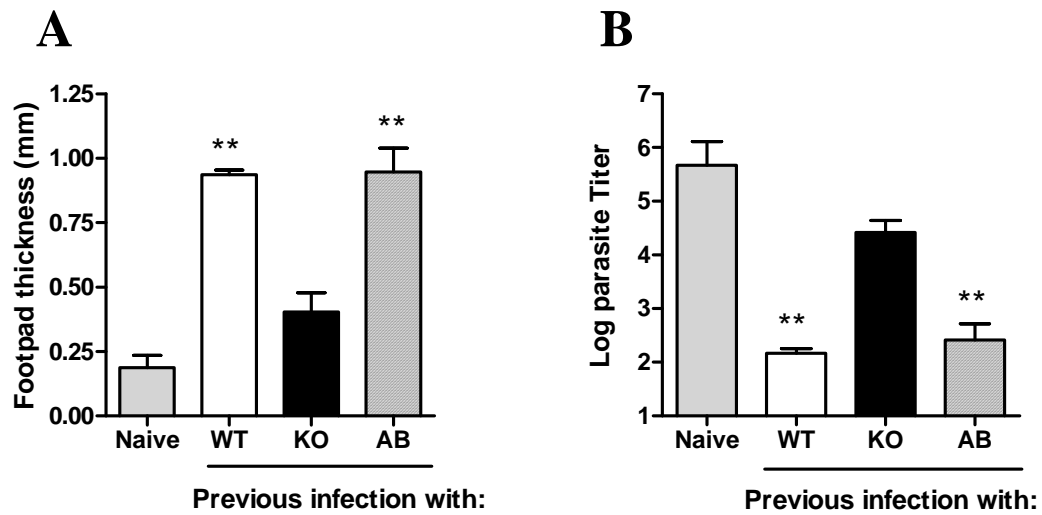 A
Footpad thickness (mm)
1.25
1.00
0.75
0.50
0.25
0.00
**
**
Naive WT KO AB
Previous infection with:
B
Log parasite Titer
7
6
5
4
3
2
1
**
**
Naive WT KO AB
Previous infection with: